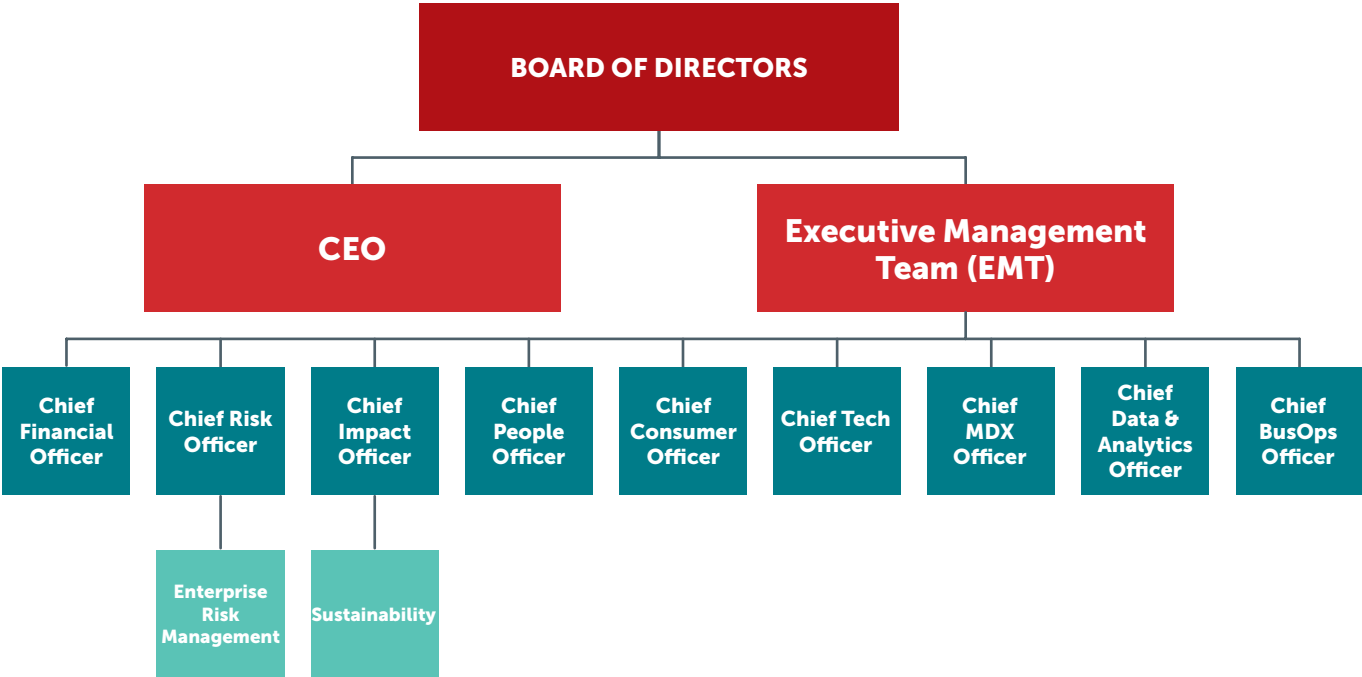 BOARD OF DIRECTORS
CEO
Executive Management
Team (EMT)
Chief
Financial
Officer
Chief Risk
Officer
Chief
Impact
Officer
Chief
People
Officer
Chief
Consumer
Officer
Chief Tech
Officer
Chief
MDX
Officer
Chief
Data &
Analytics
Officer
Chief
BusOps
Officer
Enterprise
Risk
Management
Sustainability